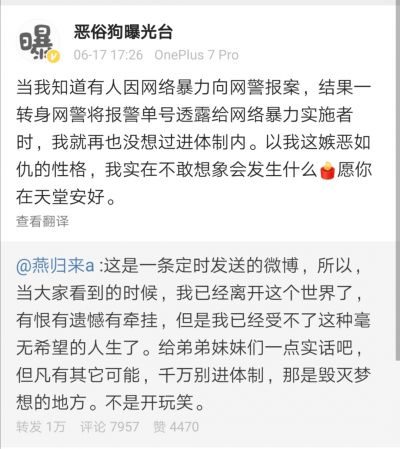 曝
恶俗狗曝光台
06-17 17:26 OnePlus 7 Pro
当我知道有人因网络暴力向网警报案，结果一
转身网警将报警单号透露给网络暴力实施者
时，我就再也没想过进体制内。以我这嫉恶如
仇的性格，我实在不敢想象会发生什么🕯️愿你
在天堂安好。
查看翻译
@燕归来a :这是一条定时发送的微博，所以，
当大家看到的时候，我已经离开这个世界了，
有恨有遗憾有牵挂，但是我已经受不了这种毫
无希望的人生了。给弟弟妹妹们一点实话吧，
但凡有其它可能，千万别进体制，那是毁灭梦
想的地方。不是开玩笑。
转发 1万 评论 7957 赞 4470